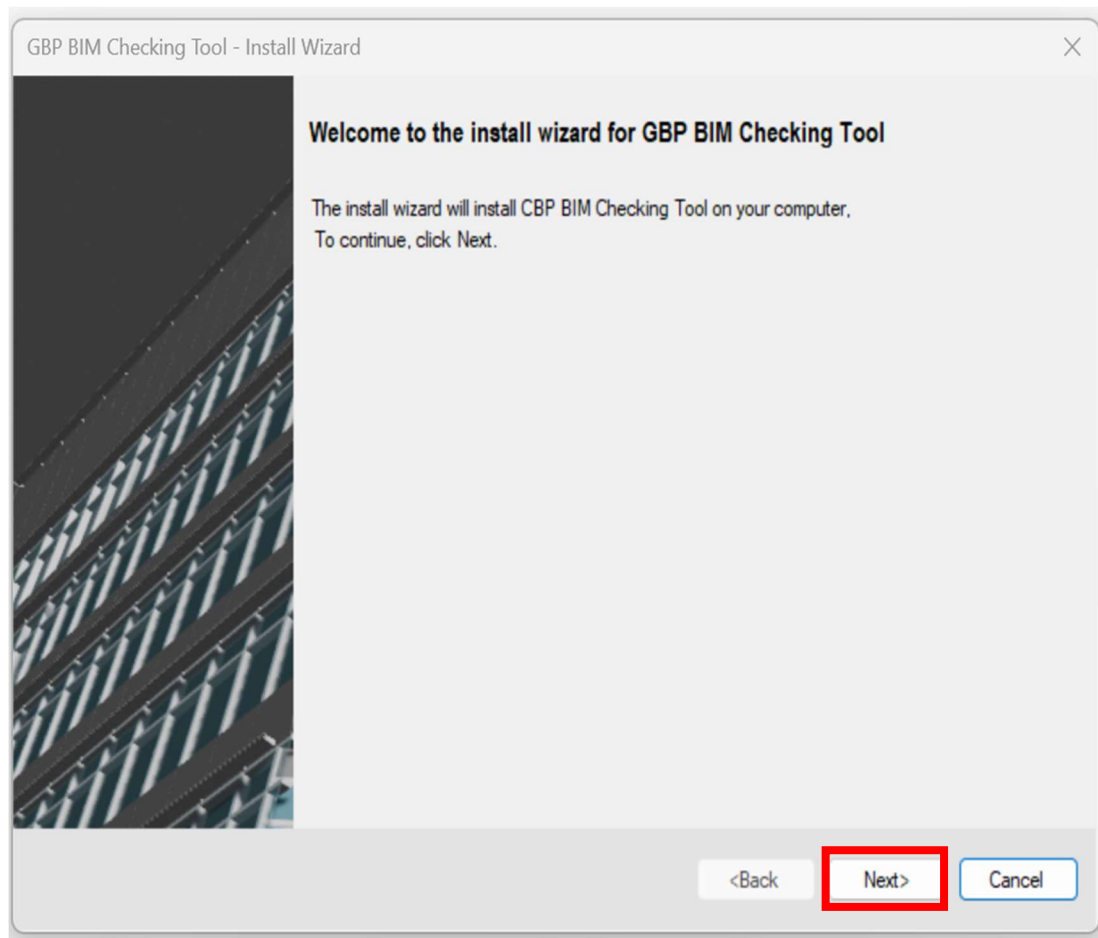 GBP BIM Checking Tool - Install Wizard
Welcome to the install wizard for GBP BIM Checking Tool
The install wizard will install CBP BIM Checking Tool on your computer,
To continue, click Next.
<Back Next> Cancel